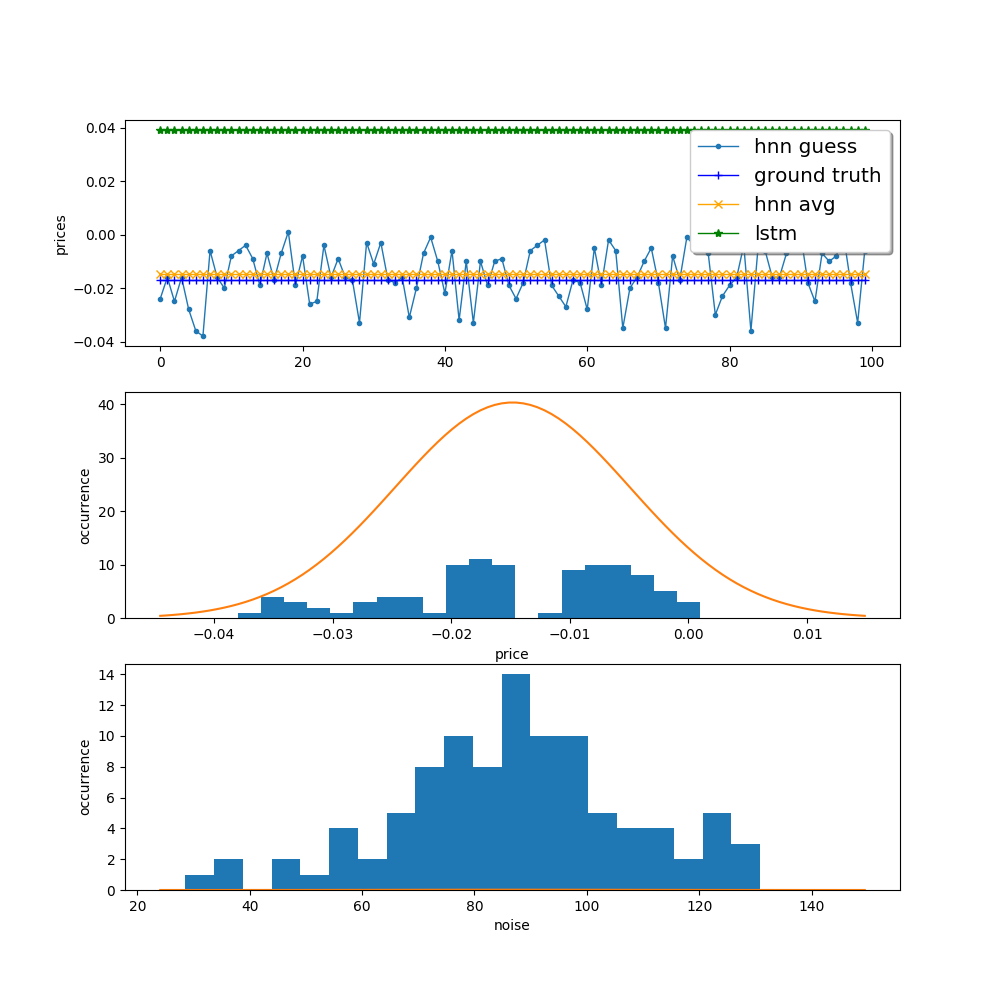 0.04
0.02
0.00
−0.02
−0.04
prices
hnn guess
ground truth
hnn avg
lstm
0 20 40 60 80 100
40
30
20
10
0
occurrence
−0.04 −0.03 −0.02 −0.01 0.00 0.01
price
14
12
10
8
6
4
2
0
occurrence
20 40 60 80 100 120 140
noise